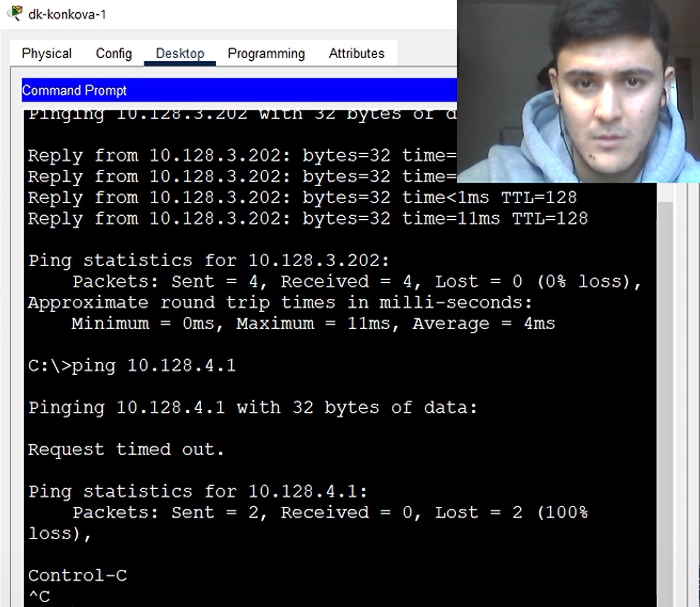 dk-konkova-1
Physical Config Desktop Programming Attributes
Command Prompt
Pinging 10.128.3.202 with 32 bytes of d
Reply from 10.128.3.202: bytes=32 time=
Reply from 10.128.3.202: bytes=32 time=
Reply from 10.128.3.202: bytes=32 time<1ms TTL=128
Reply from 10.128.3.202: bytes=32 time=11ms TTL=128
Ping statistics for 10.128.3.202:
Packets: Sent = 4, Received = 4, Lost = 0 (0% loss),
Approximate round trip times in milli-seconds:
Minimum = 0ms, Maximum = 11ms, Average = 4ms
C:\>ping 10.128.4.1
Pinging 10.128.4.1 with 32 bytes of data:
Request timed out.
Ping statistics for 10.128.4.1:
Packets: Sent = 2, Received = 0, Lost = 2 (100%
loss),
Control-C
^C